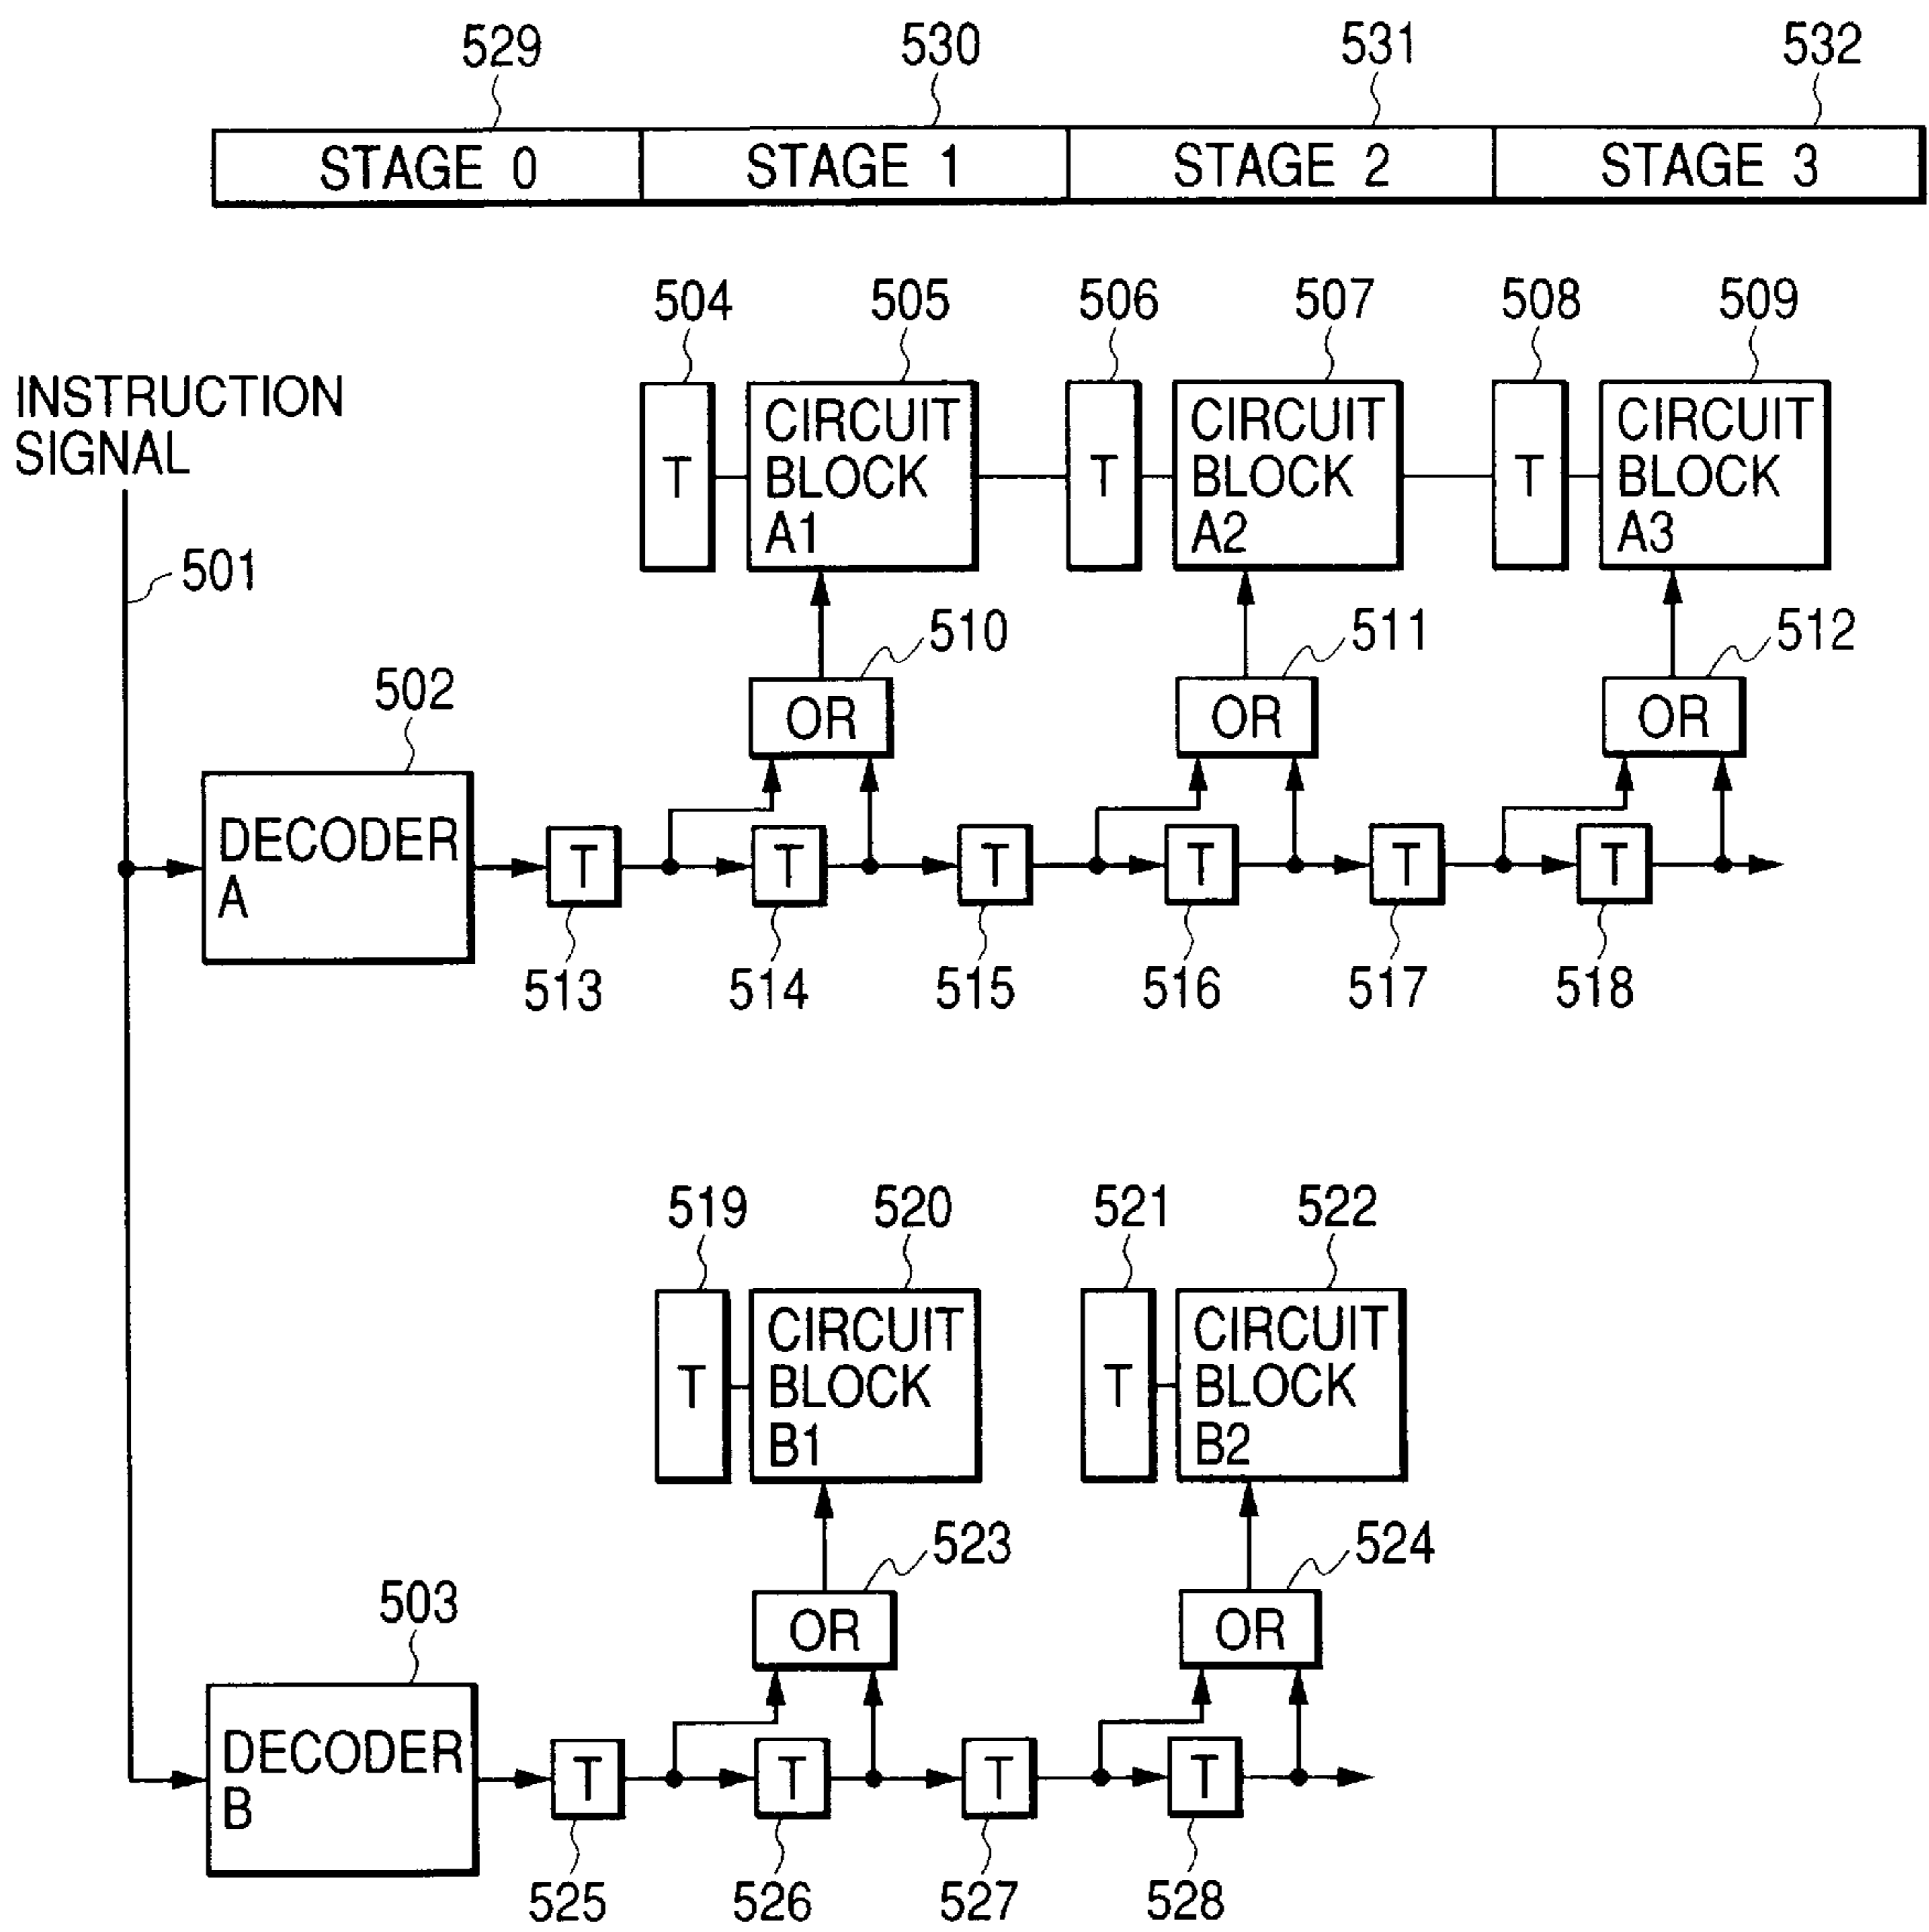 529 530 531 532
STAGE 0 STAGE 1 STAGE 2 STAGE 3
504 505 506 507 508 509
INSTRUCTION
SIGNAL
T
CIRCUIT
BLOCK
A1
T
CIRCUIT
BLOCK
A2
T
CIRCUIT
BLOCK
A3
501
510 511 512
502
OR OR OR
DECODER
A
T T T T T T
513 514 515 516 517 518
519 520 521 522
T
CIRCUIT
BLOCK
B1
T
CIRCUIT
BLOCK
B2
523 524
503
OR OR
DECODER
B
T T T T
525 526 527 528